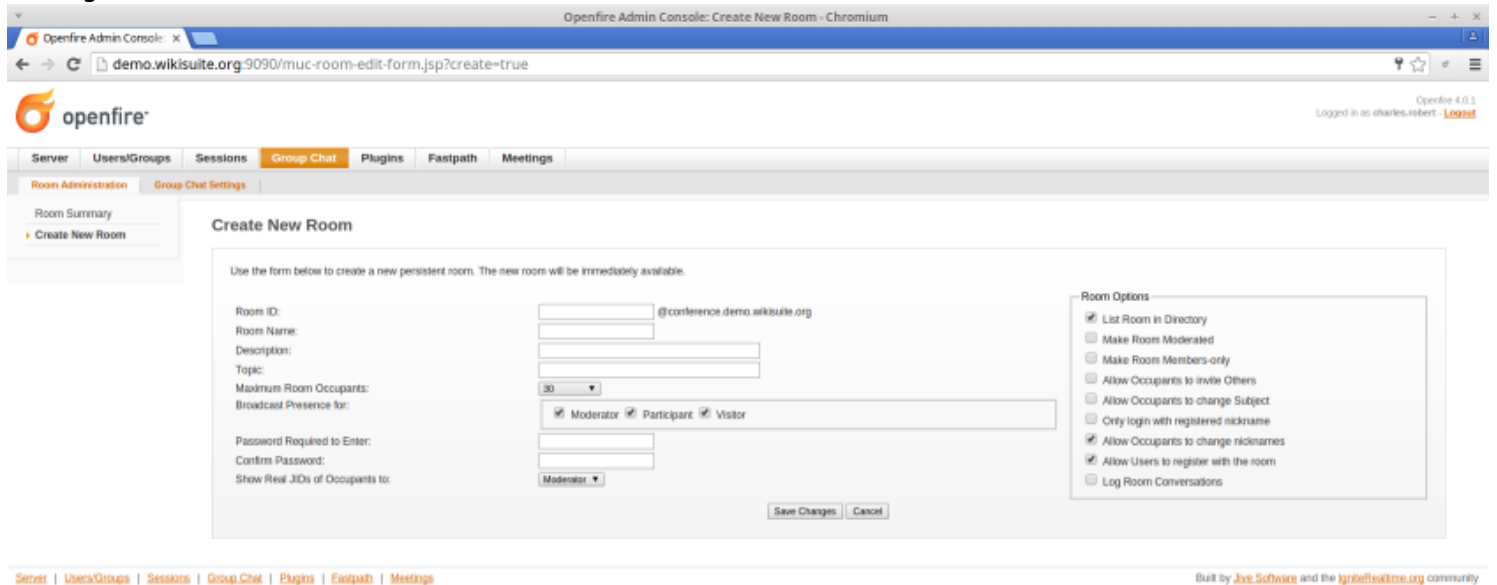 Openfire Admin Console: Create New Room - Chromium
Openfire Admin Console:
demo.wikisuite.org:9090/muc-room-edit-form.jsp?create=true
openfire
Openfire 4.0.1
Logged in as charles.robert - Logout
Server Users/Groups Sessions Group Chat Plugins Fastpath Meetings
Room Administration Group Chat Settings
Room Summary
Create New Room
Create New Room
Use the form below to create a new persistent room. The new room will be immediately available.
Room ID: @conference.demo.wikisuite.org
Room Name:
Description:
Topic:
Maximum Room Occupants: 30
Broadcast Presence for: Moderator Participant Visitor
Password Required to Enter:
Confirm Password:
Show Real JIDs of Occupants to: Moderator
Room Options
List Room in Directory
Make Room Moderated
Make Room Members-only
Allow Occupants to invite Others
Allow Occupants to change Subject
Only login with registered nickname
Allow Occupants to change nicknames
Allow Users to register with the room
Log Room Conversations
Save Changes Cancel
Server | Users/Groups | Sessions | Group Chat | Plugins | Fastpath | Meetings
Built by Jive Software and the IgniteRealtime.org community